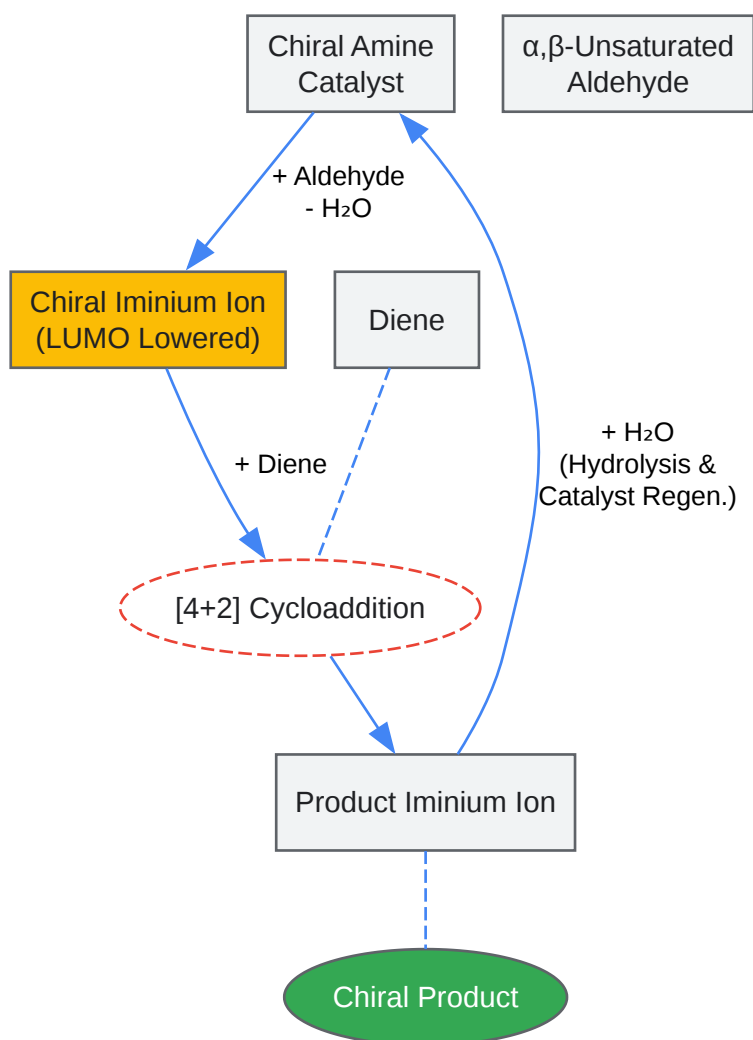 Chiral Amine
Catalyst
α,β-Unsaturated
Aldehyde
+ Aldehyde
- H₂O
Chiral Iminium Ion
(LUMO Lowered)
Diene
+ Diene
+ H₂O
(Hydrolysis &
Catalyst Regen.)
[4+2] Cycloaddition
Product Iminium Ion
Chiral Product